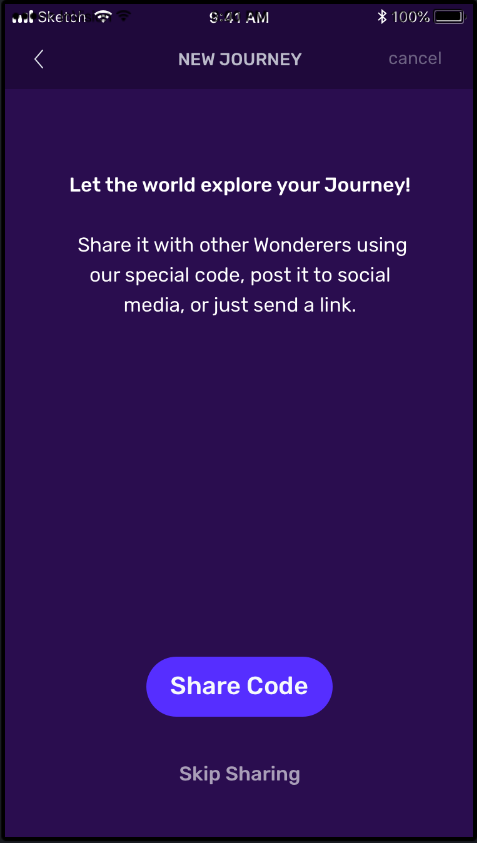 Sketch 9:41 AM 100%
NEW JOURNEY cancel
Let the world explore your Journey!
Share it with other Wonderers using
our special code, post it to social
media, or just send a link.
Share Code
Skip Sharing